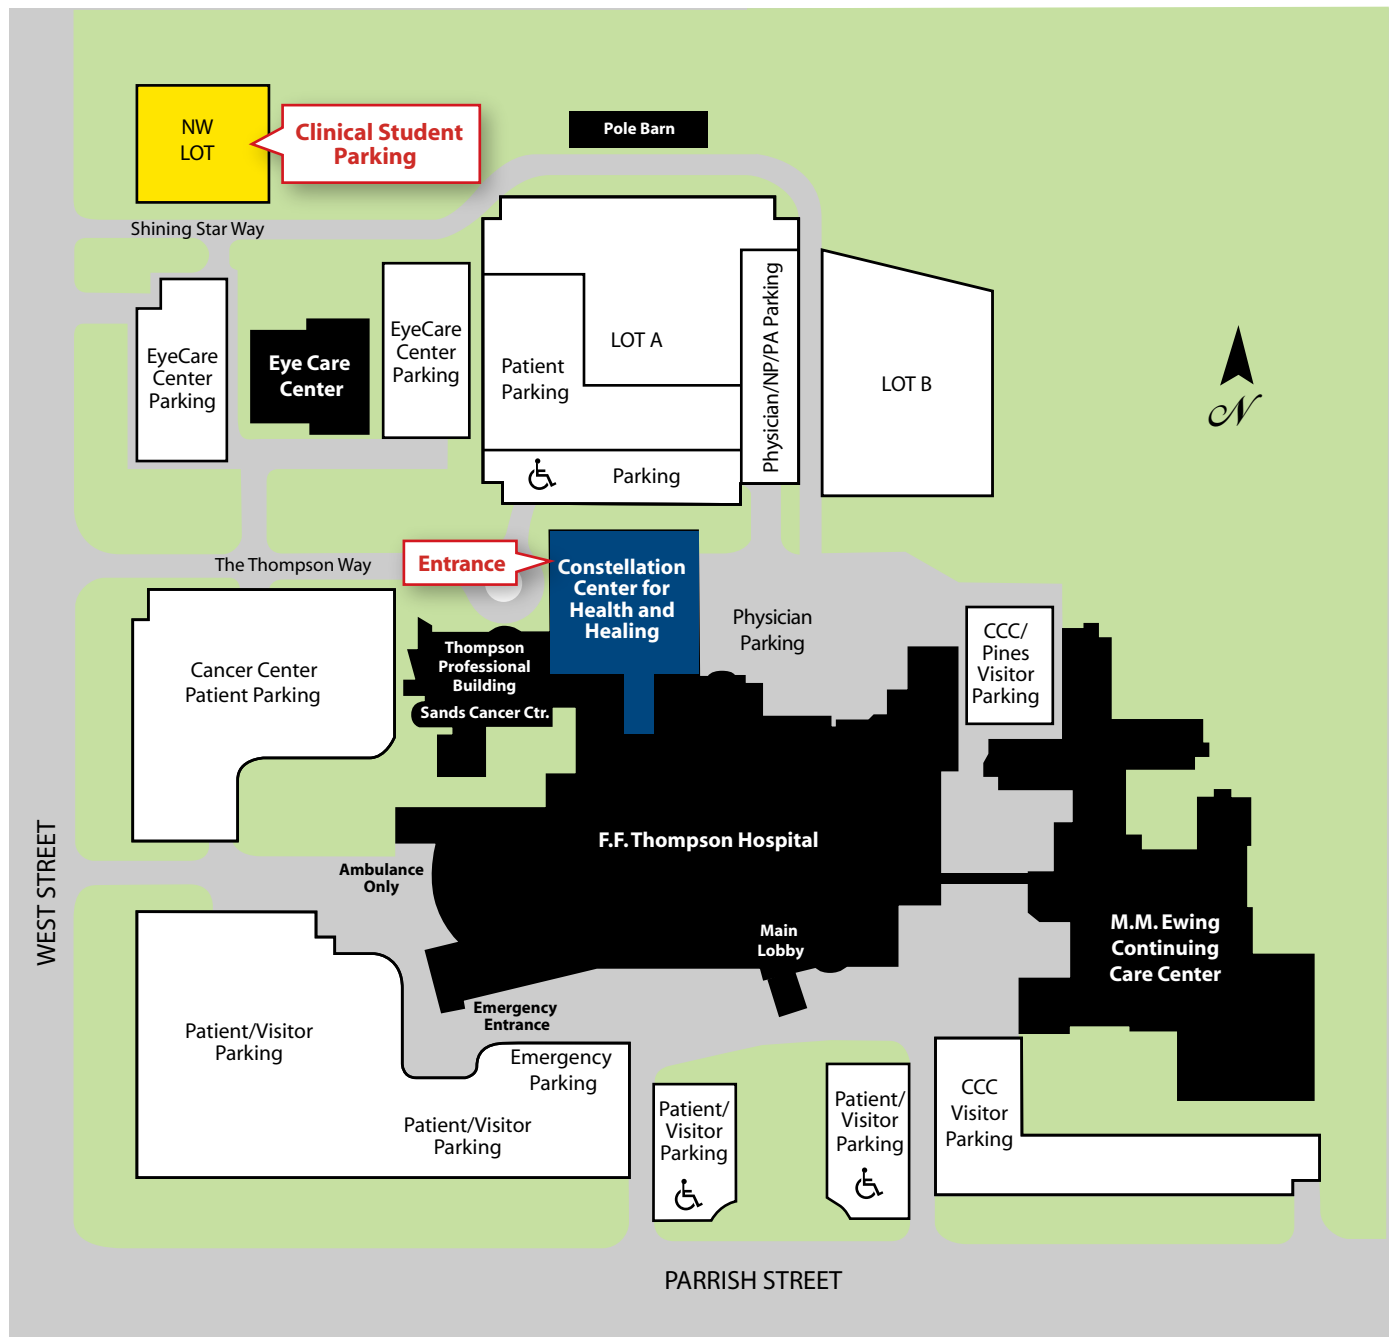 NW
LOT
Clinical Student
Parking
Pole Barn
Shining Star Way
EyeCare
Center
Parking
Eye Care
Center
EyeCare
Center
Parking
Patient
Parking
LOT A
Physician/NP/PA Parking
LOT B
N
Parking
The Thompson Way
Entrance
Constellation
Center for
Health and
Healing
Physician
Parking
CCC/
Pines
Visitor
Parking
Thompson
Professional
Building
Sands Cancer Ctr.
Cancer Center
Patient Parking
F.F. Thompson Hospital
WEST STREET
Ambulance
Only
Main
Lobby
M.M. Ewing
Continuing
Care Center
Emergency
Entrance
Patient/Visitor
Parking
Emergency
Parking
Patient/Visitor
Parking
Patient/
Visitor
Parking
Patient/
Visitor
Parking
CCC
Visitor
Parking
PARRISH STREET